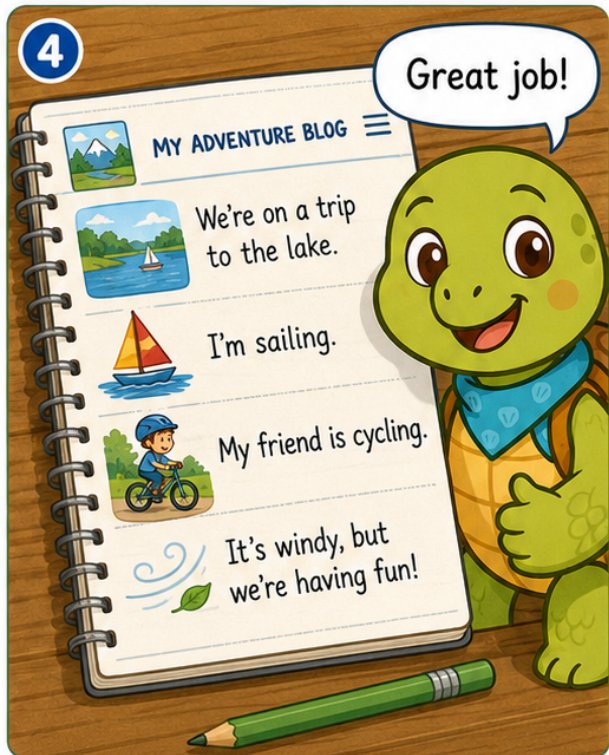 4
Great job!
MY ADVENTURE BLOG
We're on a trip
to the lake.
I'm sailing.
My friend is cycling.
It's windy, but
we're having fun!